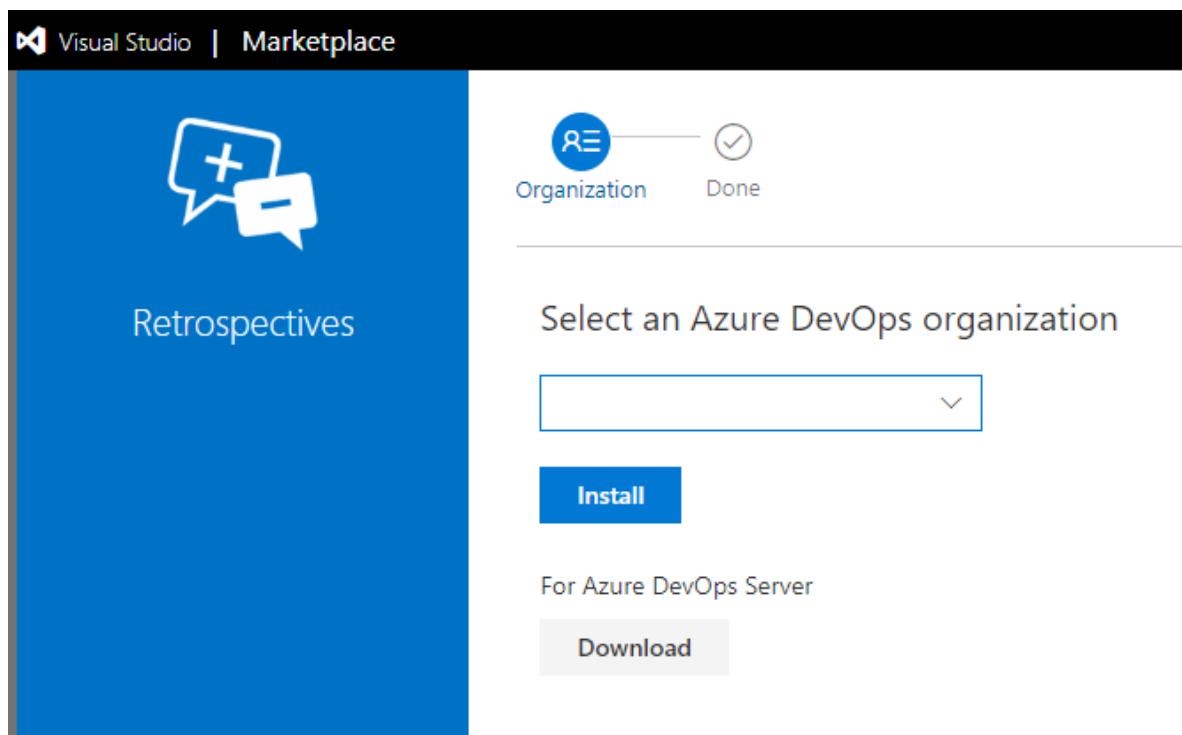 Visual Studio | Marketplace
Retrospectives
Organization
Done
Select an Azure DevOps organization
Install
For Azure DevOps Server
Download